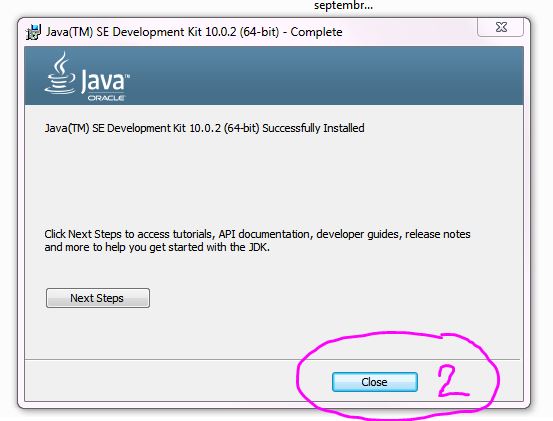 septembr...
Java(TM) SE Development Kit 10.0.2 (64-bit) - Complete
Java™
ORACLE
Java(TM) SE Development Kit 10.0.2 (64-bit) Successfully Installed
Click Next Steps to access tutorials, API documentation, developer guides, release notes
and more to help you get started with the JDK.
Next Steps
Close 2